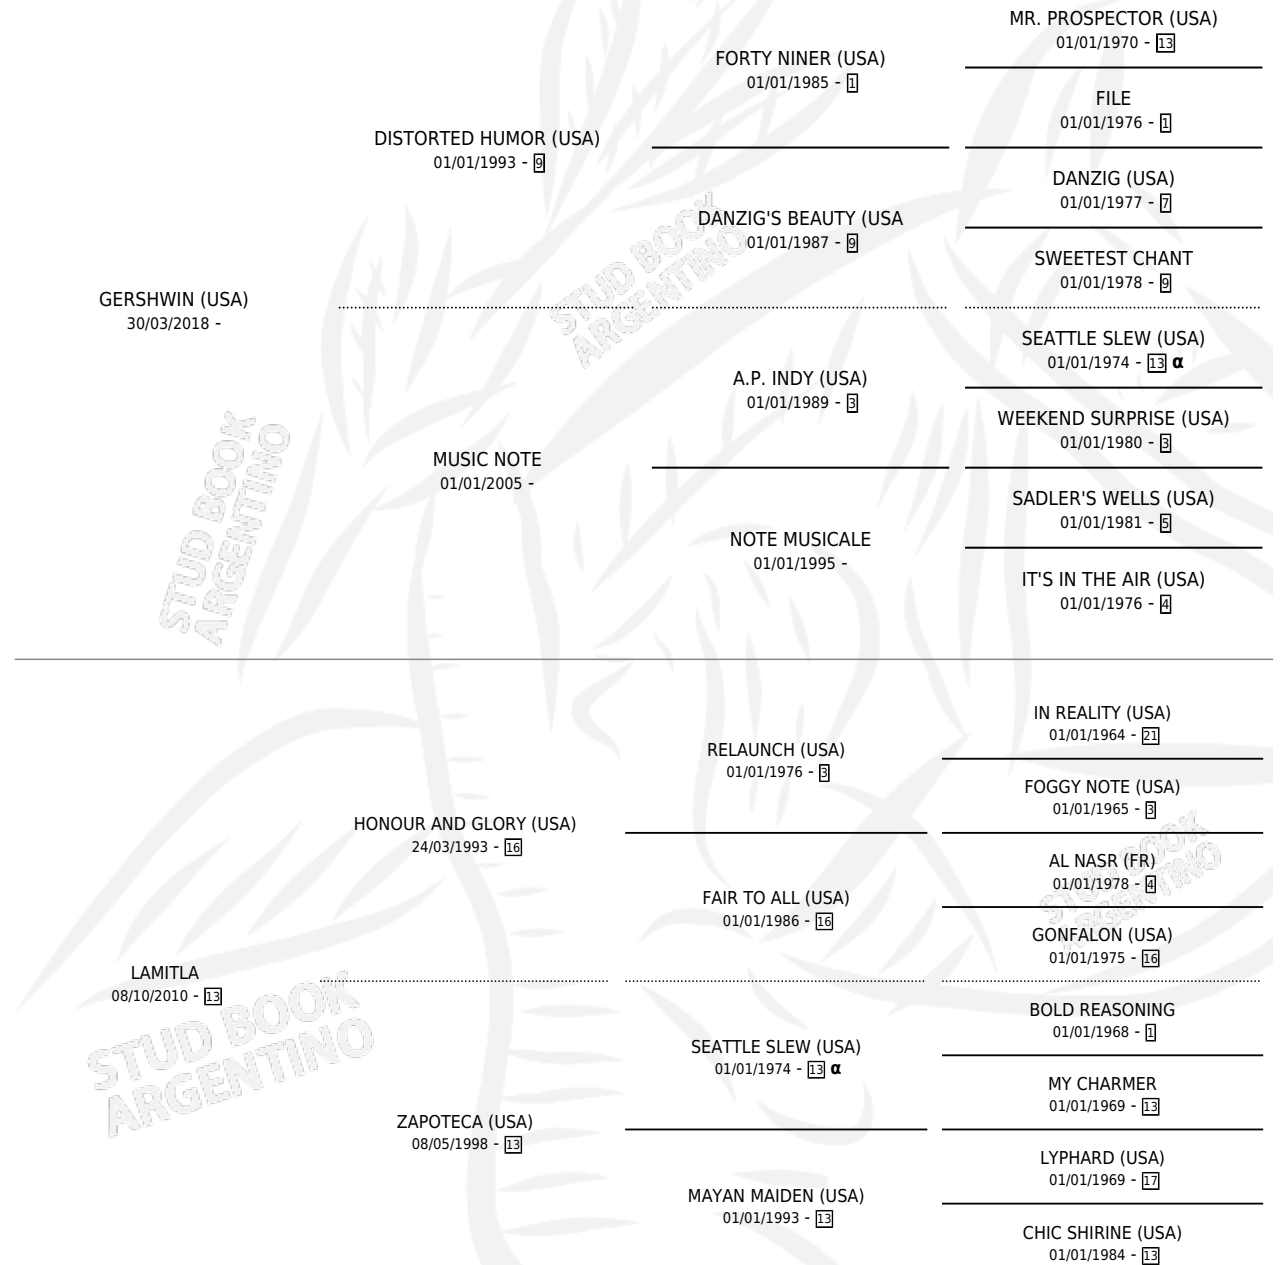 MR. PROSPECTOR (USA)
01/01/1970 - 13
FORTY NINER (USA)
01/01/1985 - 1
FILE
01/01/1976 - 1
DISTORTED HUMOR (USA)
01/01/1993 - 9
DANZIG (USA)
01/01/1977 - 7
DANZIG'S BEAUTY (USA
01/01/1987 - 9
SWEETEST CHANT
01/01/1978 - 9
GERSHWIN (USA)
30/03/2018 -
SEATTLE SLEW (USA)
01/01/1974 - 13 α
A.P. INDY (USA)
01/01/1989 - 3
WEEKEND SURPRISE (USA)
01/01/1980 - 3
MUSIC NOTE
01/01/2005 -
SADLER'S WELLS (USA)
01/01/1981 - 5
NOTE MUSICALE
01/01/1995 -
IT'S IN THE AIR (USA)
01/01/1976 - 4
STUD BOOK
ARGENTINO
STUD BOOK
ARGENTINO
IN REALITY (USA)
01/01/1964 - 21
RELAUNCH (USA)
01/01/1976 - 3
FOGGY NOTE (USA)
01/01/1965 - 3
HONOUR AND GLORY (USA)
24/03/1993 - 16
AL NASR (FR)
01/01/1978 - 4
FAIR TO ALL (USA)
01/01/1986 - 16
GONFALON (USA)
01/01/1975 - 16
LAMITLA
08/10/2010 - 13
BOLD REASONING
01/01/1968 - 1
SEATTLE SLEW (USA)
01/01/1974 - 13 α
MY CHARMER
01/01/1969 - 13
ZAPOTECA (USA)
08/05/1998 - 13
LYPHARD (USA)
01/01/1969 - 17
MAYAN MAIDEN (USA)
01/01/1993 - 13
CHIC SHIRINE (USA)
01/01/1984 - 13
STUD BOOK
ARGENTINO
STUD BOOK
ARGENTINO